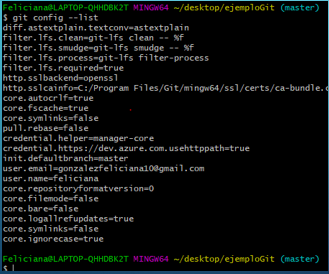 Feliciana@LAPTOP-QHHDBK2T MINGW64 ~/desktop/ejemploGit (master)
$ git config --list
diff.astextplain.textconv=astextplain
filter.lfs.clean=git-lfs clean -- %f
filter.lfs.smudge=git-lfs smudge -- %f
filter.lfs.process=git-lfs filter-process
filter.lfs.required=true
http.sslbackend=openssl
http.sslcainfo=C:/Program Files/Git/mingw64/ssl/certs/ca-bundle.c
core.autocrlf=true
core.fscache=true
core.symlinks=false
pull.rebase=false
credential.helper=manager-core
credential.https://dev.azure.com.usehttppath=true
init.defaultbranch=master
user.email=gonzalezfeliciana10@gmail.com
user.name=feliciana
core.repositoryformatversion=0
core.filemode=false
core.bare=false
core.logallrefupdates=true
core.symlinks=false
core.ignorecase=true
Feliciana@LAPTOP-QHHDBK2T MINGW64 ~/desktop/ejemploGit (master)
$